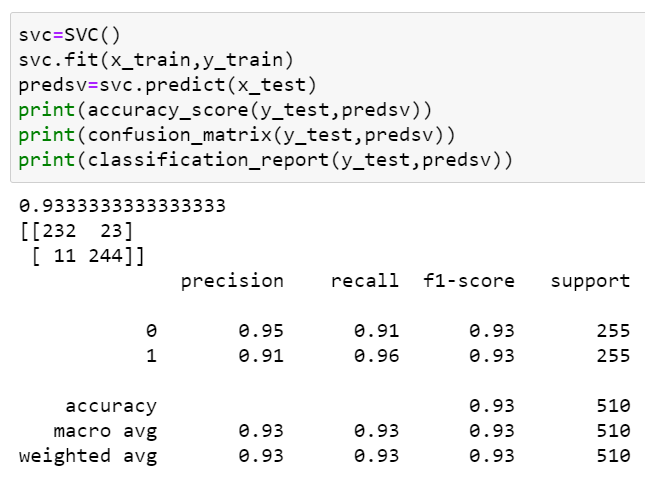 svc=SVC()
svc.fit(x_train,y_train)
predsv=svc.predict(x_test)
print(accuracy_score(y_test,predsv))
print(confusion_matrix(y_test,predsv))
print(classification_report(y_test,predsv))
0.9333333333333333
[[232  23]
 [ 11 244]]
              precision    recall  f1-score   support
           0       0.95      0.91      0.93       255
           1       0.91      0.96      0.93       255
    accuracy                           0.93       510
   macro avg       0.93      0.93      0.93       510
weighted avg       0.93      0.93      0.93       510